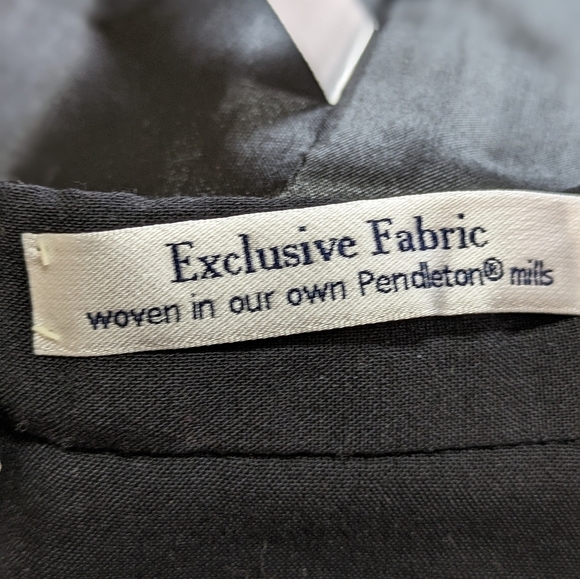 Exclusive Fabric
woven in our own Pendleton® mills